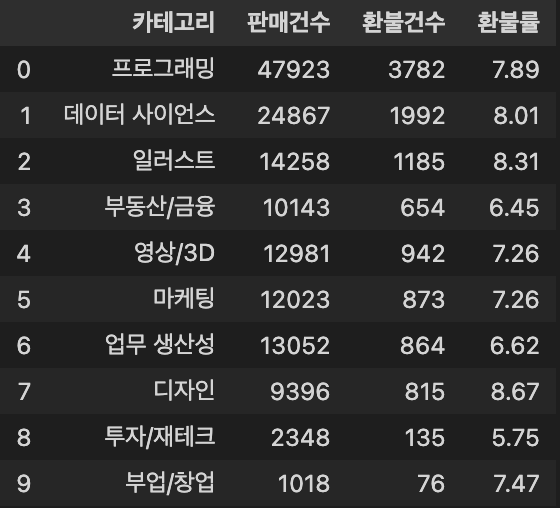 카테고리 판매건수 환불건수 환불률
0 프로그래밍 47923 3782 7.89
1 데이터 사이언스 24867 1992 8.01
2 일러스트 14258 1185 8.31
3 부동산/금융 10143 654 6.45
4 영상/3D 12981 942 7.26
5 마케팅 12023 873 7.26
6 업무 생산성 13052 864 6.62
7 디자인 9396 815 8.67
8 투자/재테크 2348 135 5.75
9 부업/창업 1018 76 7.47